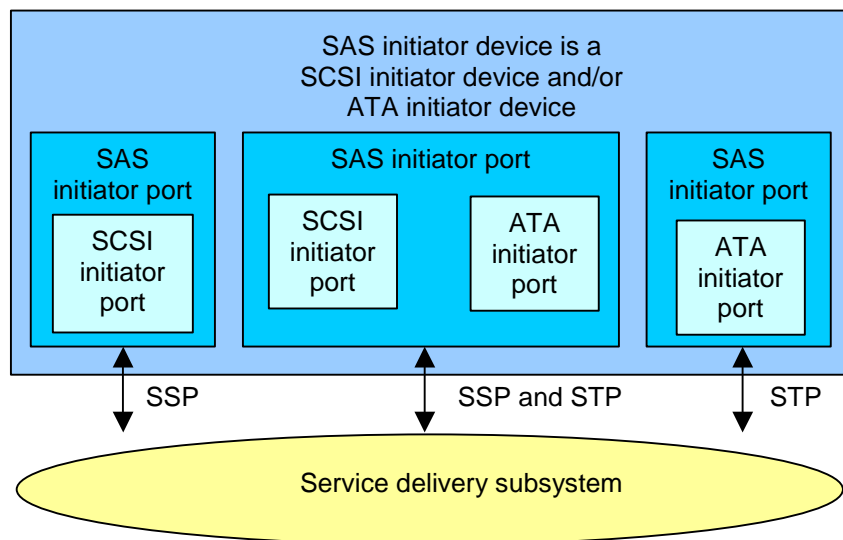 SAS initiator device is a
SCSI initiator device and/or
ATA initiator device
SAS
initiator port
SCSI
initiator
port
SAS initiator port
SCSI
initiator
port
ATA
initiator
port
SAS
initiator port
ATA
initiator
port
SSP
SSP and STP
STP
Service delivery subsystem